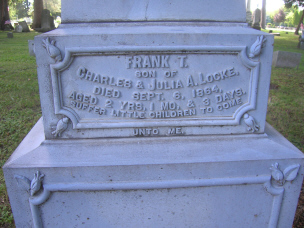 FRANK T.
SON OF
CHARLES & JULIA A. LOCKE,
DIED SEPT. 6, 1864,
AGED 2 YRS. 1 MO. & 3 DAYS.
SUFFER LITTLE CHILDREN TO COME
UNTO ME.